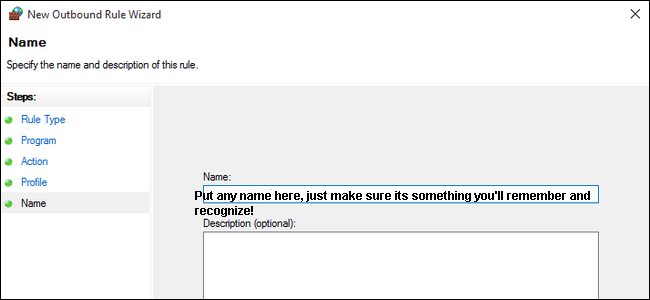 New Outbound Rule Wizard
Name
Specify the name and description of this rule.
Steps:
Rule Type
Program
Action
Profile
Name
Name:
Put any name here, just make sure its something you'll remember and
recognize!
Description (optional):